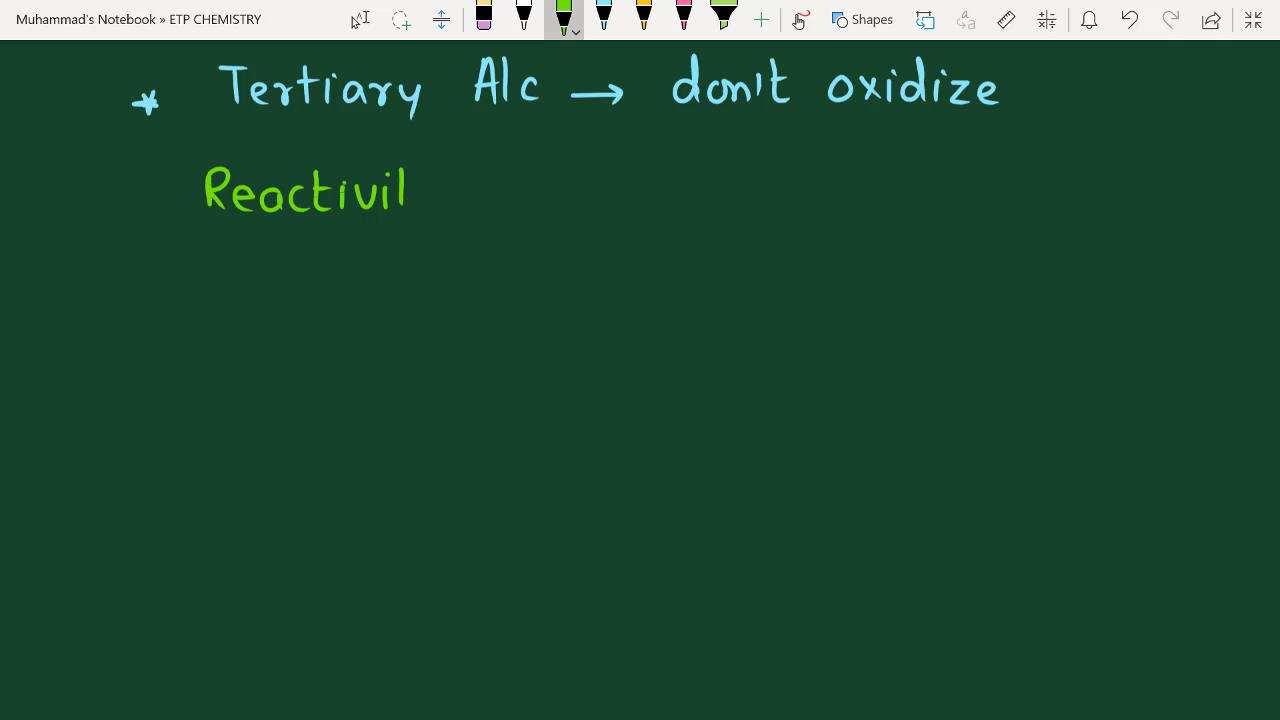 Muhammad's Notebook » ETP CHEMISTRY
Shapes
* Tertiary Alc → don't oxidize
Reactivil